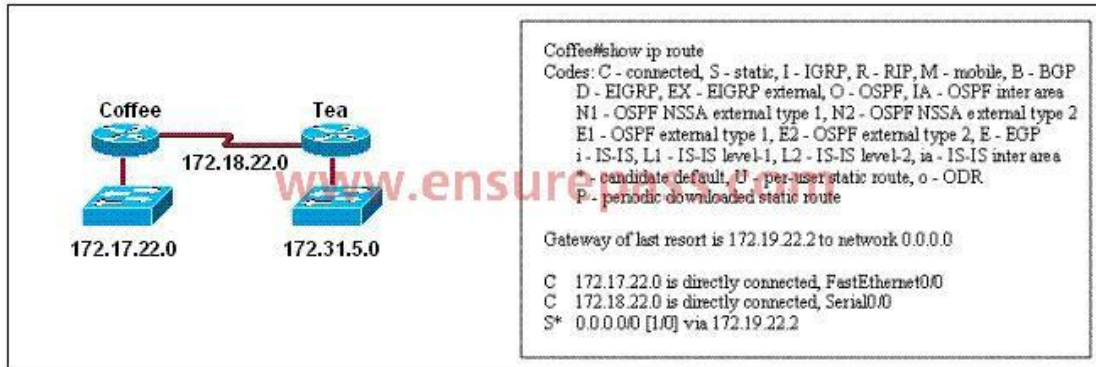 Coffee
Tea
172.18.22.0
172.17.22.0
172.31.5.0
www.ensurepass.com
Coffee#show ip route
Codes: C - connected, S - static, I - IGRP, R - RIP, M - mobile, B - BGP
D - EIGRP, EX - EIGRP external, O - OSPF, IA - OSPF inter area
N1 - OSPF NSSA external type 1, N2 - OSPF NSSA external type 2
E1 - OSPF external type 1, E2 - OSPF external type 2, E - EGP
i - IS-IS, L1 - IS-IS level-1, L2 - IS-IS level-2, ia - IS-IS inter area
* - candidate default, U - per-user static route, o - ODR
P - periodic downloaded static route
Gateway of last resort is 172.19.22.2 to network 0.0.0.0
C 172.17.22.0 is directly connected, FastEthernet0/0
C 172.18.22.0 is directly connected, Serial0/0
S* 0.0.0.0/0 [1/0] via 172.19.22.2